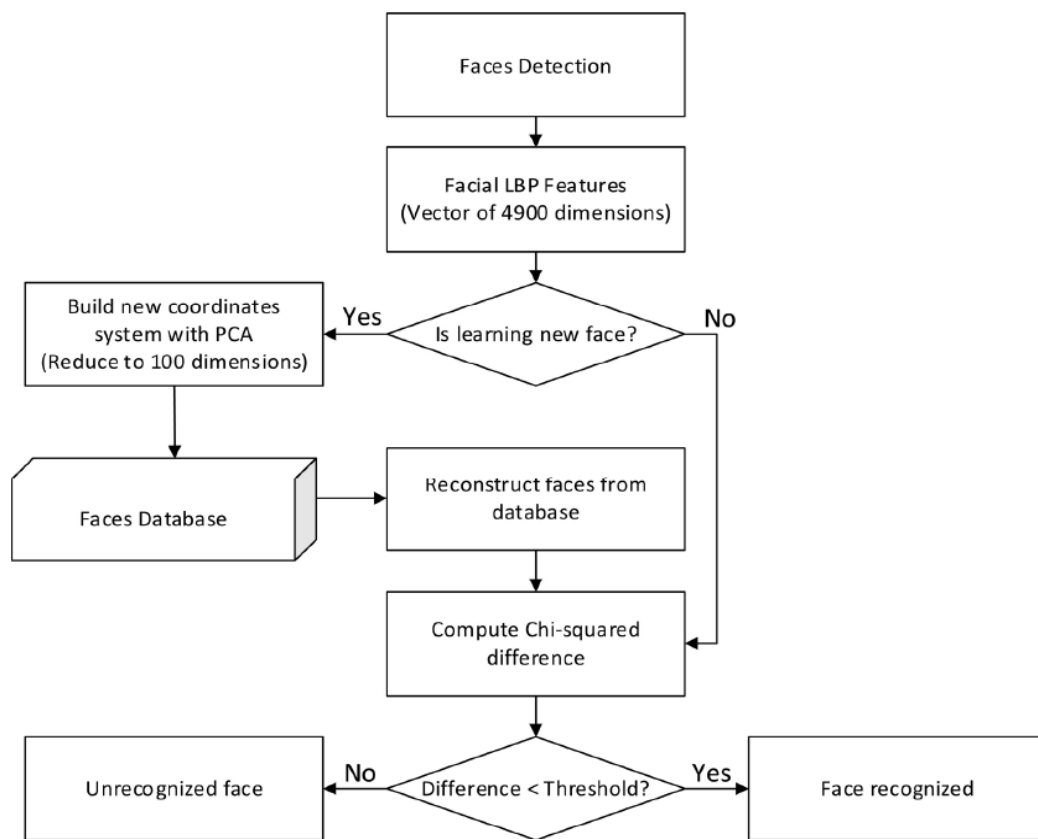 Faces Detection
Facial LBP Features
(Vector of 4900 dimensions)
Build new coordinates
system with PCA
(Reduce to 100 dimensions)
Yes
Is learning new face?
No
Faces Database
Reconstruct faces from
database
Compute Chi-squared
difference
Unrecognized face
No
Difference < Threshold?
Yes
Face recognized